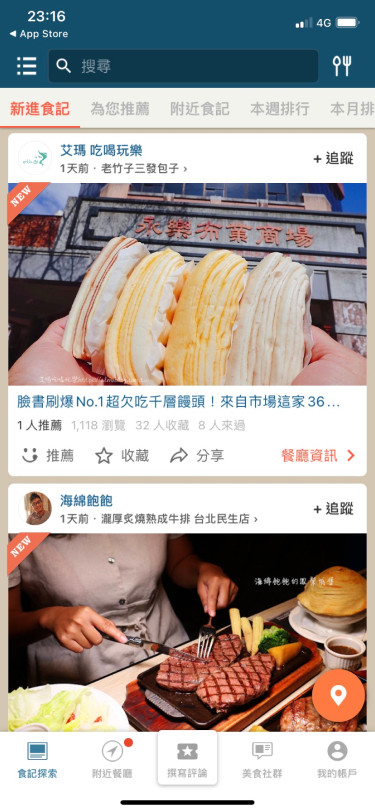 23:16
4G
◀ App Store
搜尋
新進食記 為您推薦 附近食記 本週排行 本月排
艾瑪 吃喝玩樂
1天前 · 老竹子三發包子 ›
+ 追蹤
NEW
永樂布業商場
臉書刷爆No.1超欠吃千層饅頭！來自市場這家36…
1 人推薦 1,118 瀏覽 32 人收藏 8 人來過
推薦 收藏 分享 餐廳資訊
海綿飽飽
1天前 · 瀧厚炙燒熟成牛排 台北民生店 ›
+ 追蹤
NEW
海綿飽飽的
食記探索 附近餐廳 撰寫評論 美食社群 我的帳戶